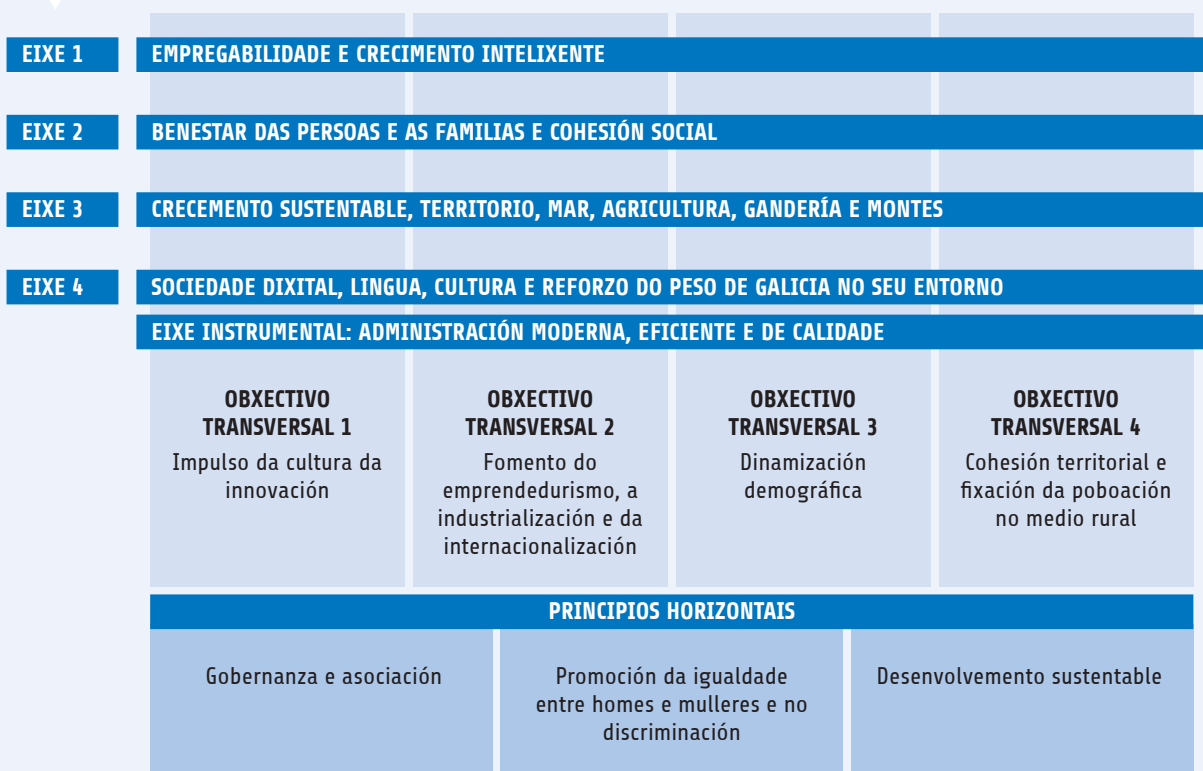 EIXE 1
EMPREGABILIDADE E CRECIMENTO INTELIXENTE
EIXE 2
BENESTAR DAS PERSOAS E AS FAMILIAS E COHESIÓN SOCIAL
EIXE 3
CRECEMENTO SUSTENTABLE, TERRITORIO, MAR, AGRICULTURA, GANDERÍA E MONTES
EIXE 4
SOCIEDADE DIXITAL, LINGUA, CULTURA E REFORZO DO PESO DE GALICIA NO SEU ENTORNO
EIXE INSTRUMENTAL: ADMINISTRACIÓN MODERNA, EFICIENTE E DE CALIDADE
OBXECTIVO
TRANSVERSAL 1
Impulso da cultura da
innovación
OBXECTIVO
TRANSVERSAL 2
Fomento do
emprendedurismo, a
industrialización e da
internacionalización
OBXECTIVO
TRANSVERSAL 3
Dinamización
demográfica
OBXECTIVO
TRANSVERSAL 4
Cohesión territorial e
fixación da poboación
no medio rural
PRINCIPIOS HORIZONTAIS
Gobernanza e asociación
Promoción da igualdade
entre homes e mulleres e no
discriminación
Desenvolvemento sustentable